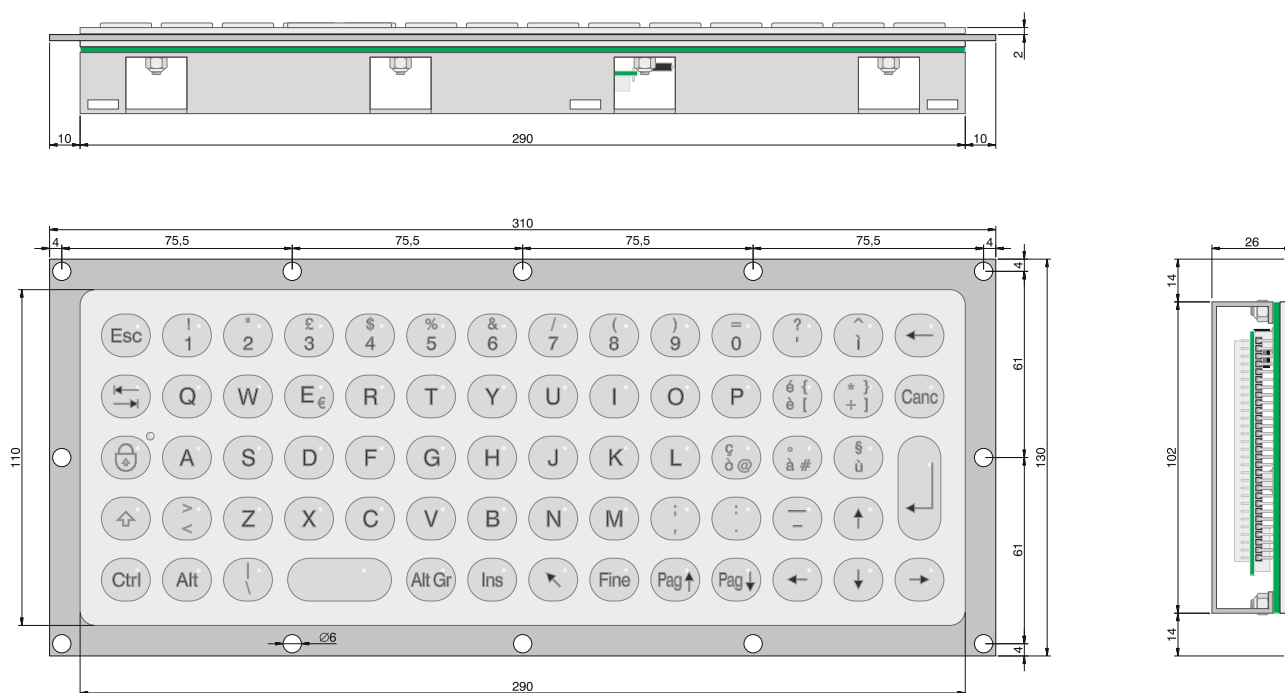 2
10 290 10
310
4 75,5 75,5 75,5 75,5 4
26
4
14
Esc ! 1 " 2 £ 3 $ 4 % 5 & 6 / 7 ( 8 ) 9 = 0 ? ' ^ ì ←
61
Q W E € R T Y U I O P é { è [ * } + ] Canc
110
A S D F G H J K L ç ò @ ° à # § ù
130
102
> < Z X C V B N M ; , : . _ - ↑
61
Ctrl Alt | \ Alt Gr Ins ↖ Fine Pag↑ Pag↓ ← ↓ →
Ø6
4
14
290